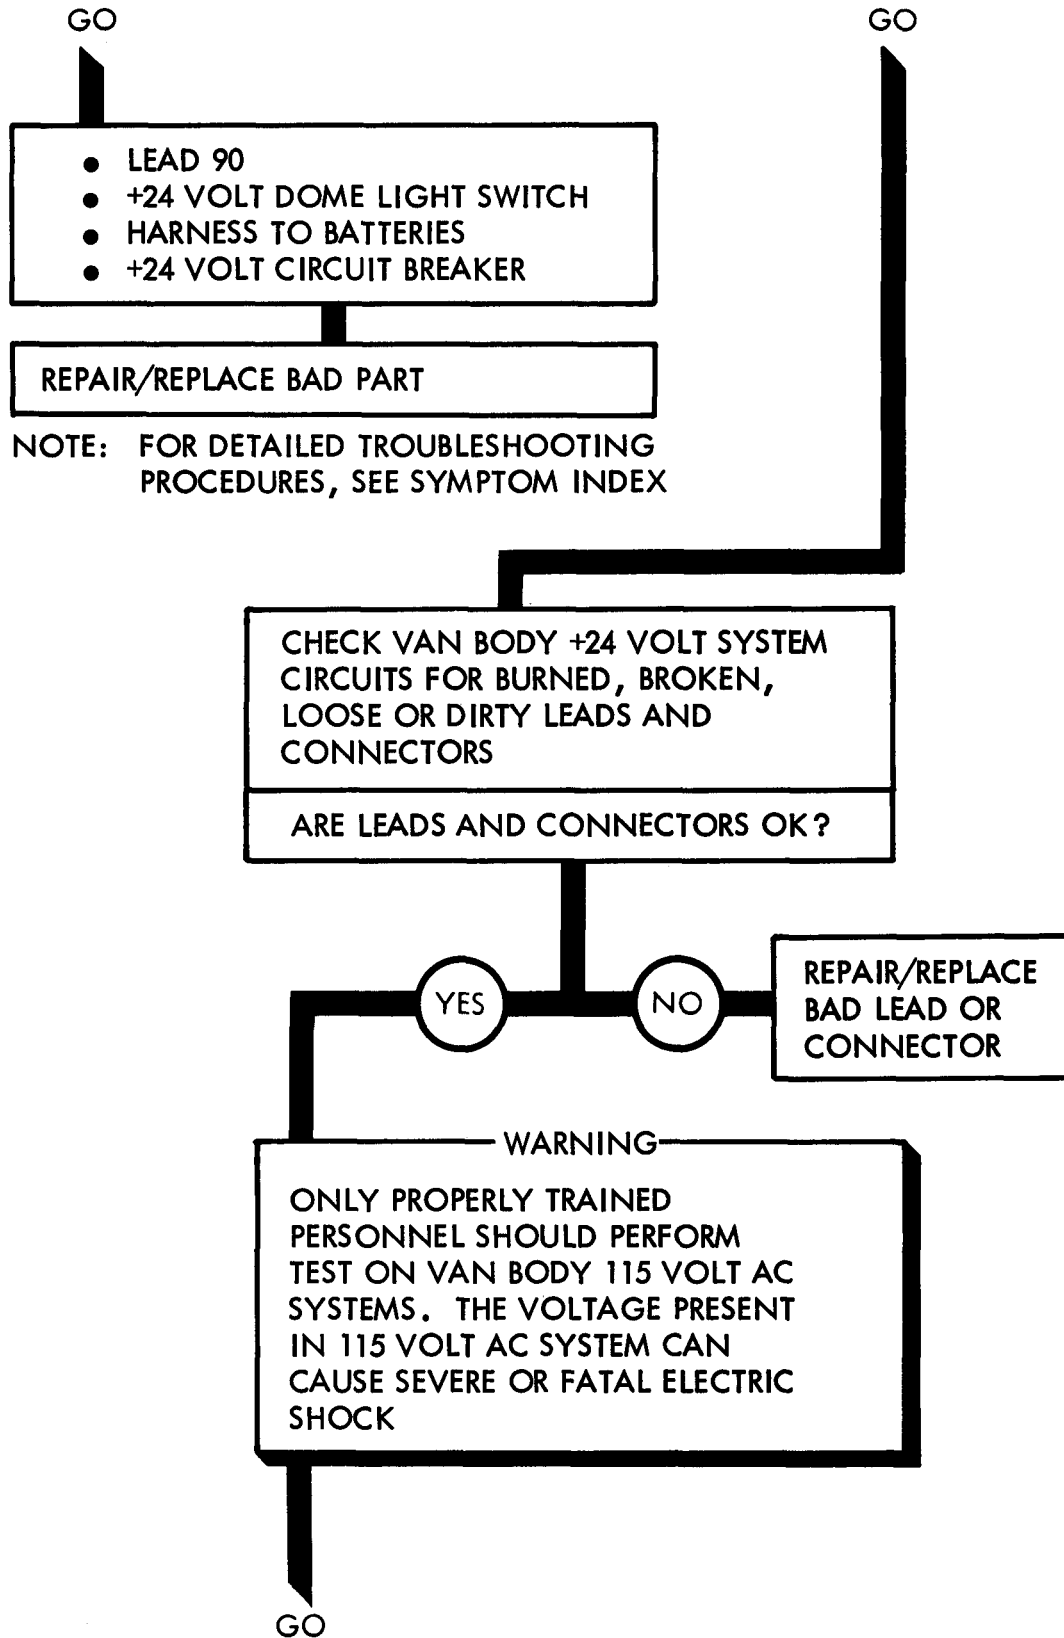 GO
GO
● LEAD 90
● +24 VOLT DOME LIGHT SWITCH
● HARNESS TO BATTERIES
● +24 VOLT CIRCUIT BREAKER
REPAIR/REPLACE BAD PART
NOTE: FOR DETAILED TROUBLESHOOTING
PROCEDURES, SEE SYMPTOM INDEX
CHECK VAN BODY +24 VOLT SYSTEM
CIRCUITS FOR BURNED, BROKEN,
LOOSE OR DIRTY LEADS AND
CONNECTORS
ARE LEADS AND CONNECTORS OK?
YES
NO
REPAIR/REPLACE
BAD LEAD OR
CONNECTOR
WARNING
ONLY PROPERLY TRAINED
PERSONNEL SHOULD PERFORM
TEST ON VAN BODY 115 VOLT AC
SYSTEMS. THE VOLTAGE PRESENT
IN 115 VOLT AC SYSTEM CAN
CAUSE SEVERE OR FATAL ELECTRIC
SHOCK
GO